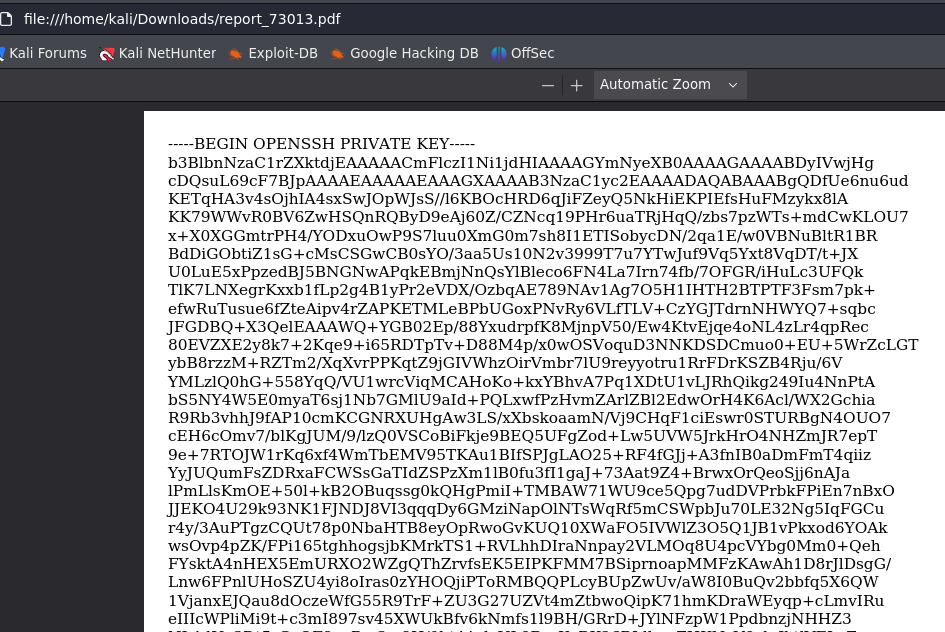 file:///home/kali/Downloads/report_73013.pdf
Kali Forums Kali NetHunter Exploit-DB Google Hacking DB OffSec
— + Automatic Zoom
-----BEGIN OPENSSH PRIVATE KEY-----
b3BlbnNzaC1rZXktdjEAAAAACmFlczI1Ni1jdHIAAAAGYmNyeXB0AAAAGAAAABDyIVwjHg
cDQsuL69cF7BJpAAAAEAAAAAEAAAGXAAAAB3NzaC1yc2EAAAADAQABAAABgQDfUe6nu6ud
KETqHA3v4sOjhIA4sxSwJOpWJsS//l6KBOcHRD6qJiFZeyQ5NkHiEKPIEfsHuFMzykx8lA
KK79WWvR0BV6ZwHSQnRQByD9eAj60Z/CZNcq19PHr6uaTRjHqQ/zbs7pzWTs+mdCwKLOU7
x+X0XGGmtrPH4/YODxuOwP9S7luu0XmG0m7sh8I1ETISobycDN/2qa1E/w0VBNuBltR1BR
BdDiGObtiZ1sG+cMsCSGwCB0sYO/3aa5Us10N2v3999T7u7YTwJuf9Vq5Yxt8VqDT/t+JX
U0LuE5xPpzedBJ5BNGNwAPqkEBmjNnQsYlBleco6FN4La7Irn74fb/7OFGR/iHuLc3UFQk
TlK7LNXegrKxxb1fLp2g4B1yPr2eVDX/OzbqAE789NAv1Ag7O5H1IHTH2BTPTF3Fsm7pk+
efwRuTusue6fZteAipv4rZAPKETMLeBPbUGoxPNvRy6VLfTLV+CzYGJTdrnNHWYQ7+sqbc
JFGDBQ+X3QelEAAAWQ+YGB02Ep/88YxudrpfK8MjnpV50/Ew4KtvEjqe4oNL4zLr4qpRec
80EVZXE2y8k7+2Kqe9+i65RDTpTv+D88M4p/x0wOSVoquD3NNKDSDCmuo0+EU+5WrZcLGT
ybB8rzzM+RZTm2/XqXvrPPKqtZ9jGIVWhzOirVmbr7lU9reyyotru1RrFDrKSZB4Rju/6V
YMLzlQ0hG+558YqQ/VU1wrcViqMCAHoKo+kxYBhvA7Pq1XDtU1vLJRhQikg249Iu4NnPtA
bS5NY4W5E0myaT6sj1Nb7GMlU9aId+PQLxwfPzHvmZArlZBl2EdwOrH4K6Acl/WX2Gchia
R9Rb3vhhJ9fAP10cmKCGNRXUHgAw3LS/xXbskoaamN/Vj9CHqF1ciEswr0STURBgN4OUO7
cEH6cOmv7/blKgJUM/9/lzQ0VSCoBiFkje9BEQ5UFgZod+Lw5UVW5JrkHrO4NHZmJR7epT
9e+7RTOJW1rKq6xf4WmTbEMV95TKAu1BIfSPJgLAO25+RF4fGJj+A3fnIB0aDmFmT4qiiz
YyJUQumFsZDRxaFCWSsGaTIdZSPzXm1lB0fu3fI1gaJ+73Aat9Z4+BrwxOrQeoSjj6nAJa
lPmLlsKmOE+50l+kB2OBuqssg0kQHgPmiI+TMBAW71WU9ce5Qpg7udDVPrbkFPiEn7nBxO
JJEKO4U29k93NK1FJNDJ8VI3qqqDy6GMziNapOlNTsWqRf5mCSWpbJu70LE32Ng5IqFGCu
r4y/3AuPTgzCQUt78p0NbaHTB8eyOpRwoGvKUQ10XWaFO5IVWlZ3O5Q1JB1vPkxod6YOAk
wsOvp4pZK/FPi165tghhogsjbKMrkTS1+RVLhhDIraNnpay2VLMOq8U4pcVYbg0Mm0+Qeh
FYsktA4nHEX5EmURXO2WZgQThZrvfsEK5EIPKFMM7BSiprnoapMMFzKAwAh1D8rJlDsgG/
Lnw6FPnlUHoSZU4yi8oIras0zYHOQjiPToRMBQQPLcyBUpZwUv/aW8I0BuQv2bbfq5X6QW
1VjanxEJQau8dOczeWfG55R9TrF+ZU3G27UZVt4mZtbwoQipK71hmKDraWEyqp+cLmvIRu
eIIIcWPliMi9t+c3mI897sv45XWUkBfv6kNmfs1l9BH/GRrD+JYlNFzpW1PpdbnzjNHHZ3